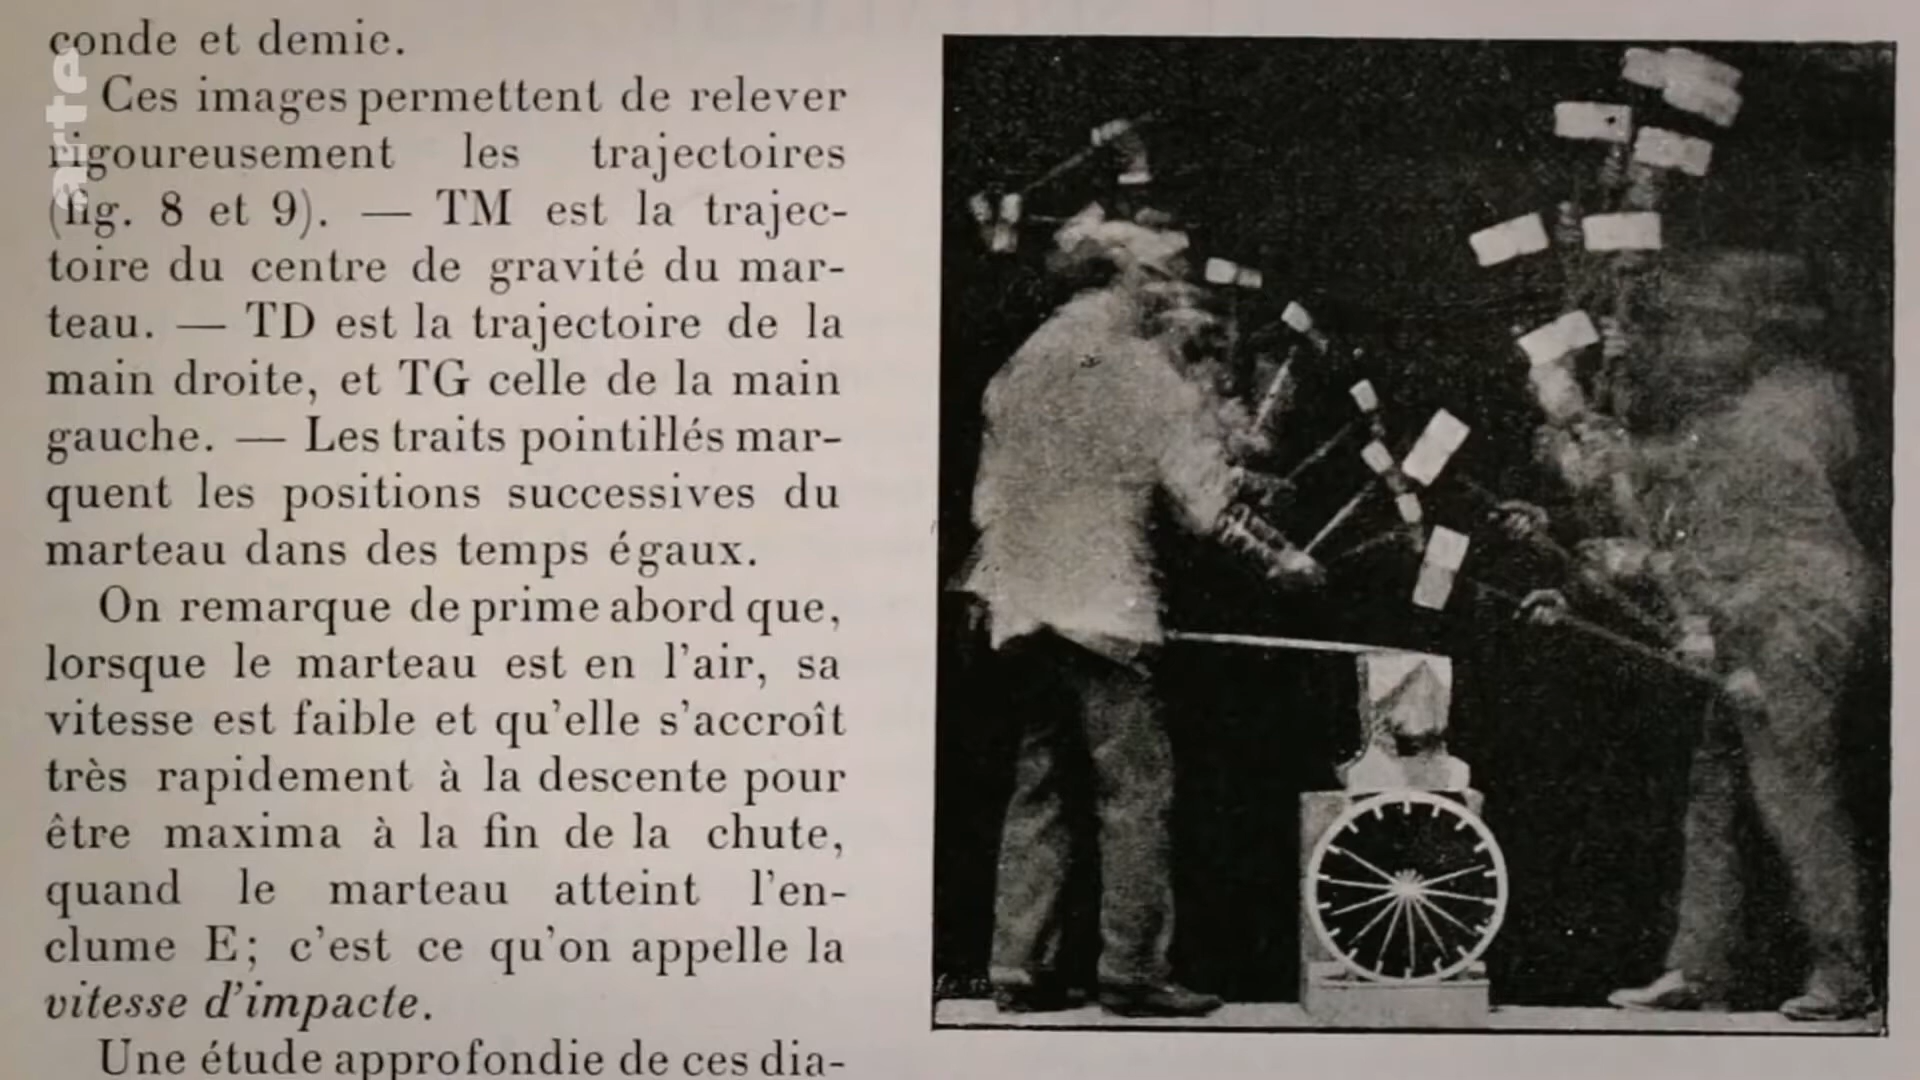 conde et demie.
Ces images permettent de relever
rigoureusement les trajectoires
(fig. 8 et 9). — TM est la trajec-
toire du centre de gravité du mar-
teau. — TD est la trajectoire de la
main droite, et TG celle de la main
gauche. — Les traits pointillés mar-
quent les positions successives du
marteau dans des temps égaux.
On remarque de prime abord que,
lorsque le marteau est en l'air, sa
vitesse est faible et qu'elle s'accroît
très rapidement à la descente pour
être maxima à la fin de la chute,
quand le marteau atteint l'en-
clume E; c'est ce qu'on appelle la
vitesse d'impacte.
Une étude approfondie de ces dia-
arte